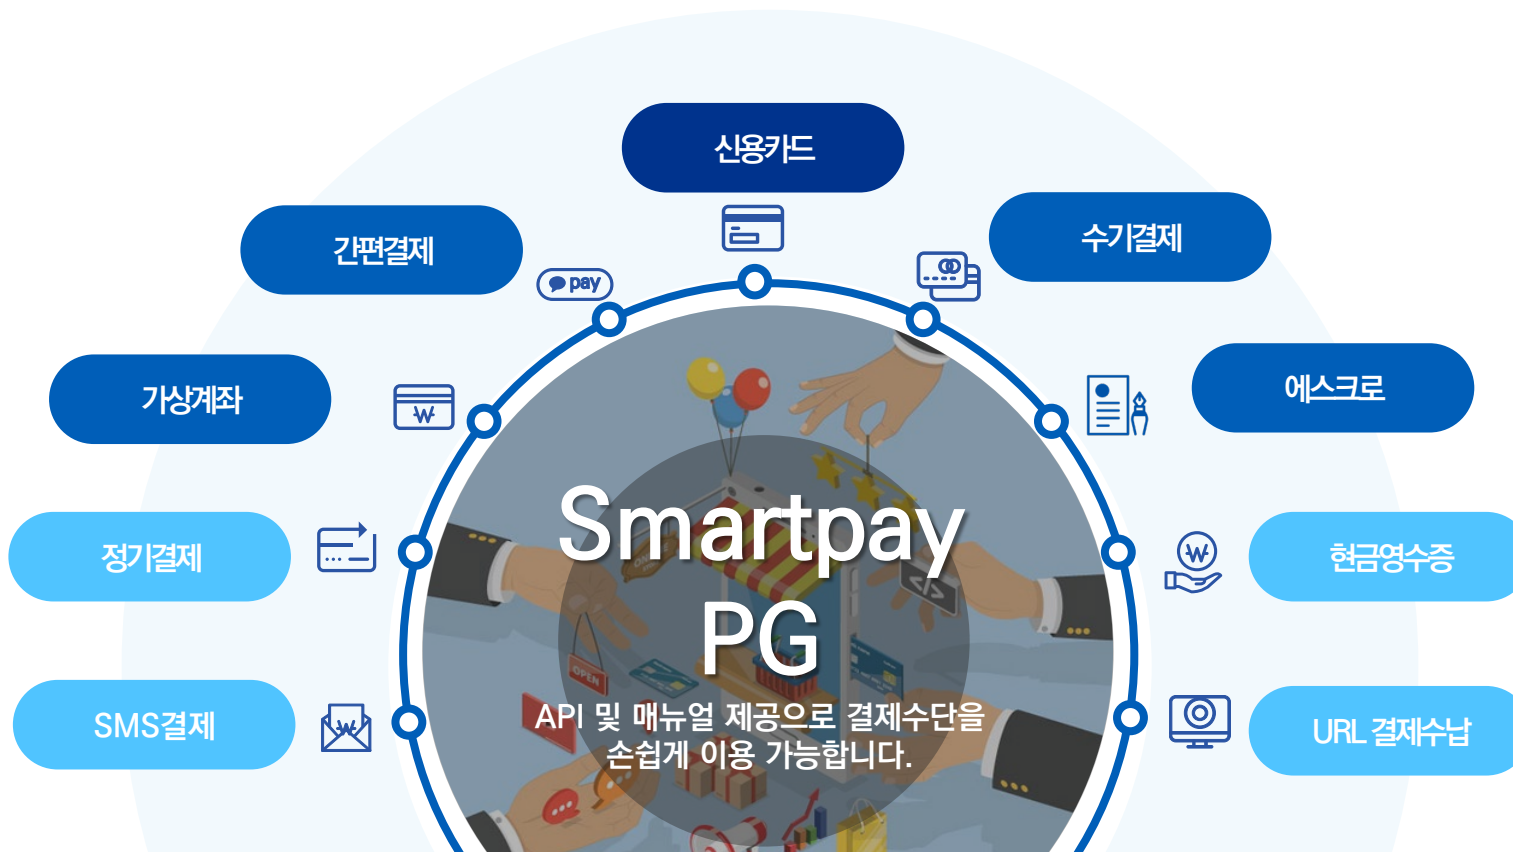 신용카드
간편결제
수기결제
pay
가상계좌
에스크로
Smartpay
정기결제
현금영수증
</>
PG
OPEN
SMS결제
API 및 매뉴얼 제공으로 결제수단을
URL 결제수납
손쉽게 이용 가능합니다.